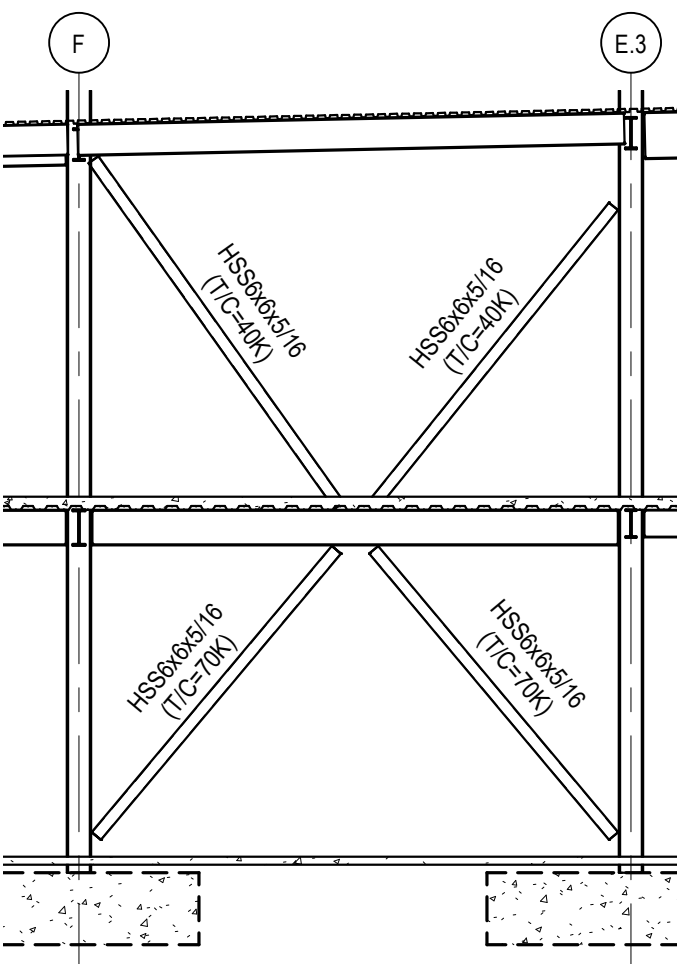 F
E.3
HSS6x6x5/16
(T/C=40K)
HSS6x6x5/16
(T/C=40K)
HSS6x6x5/16
(T/C=70K)
HSS6x6x5/16
(T/C=70K)